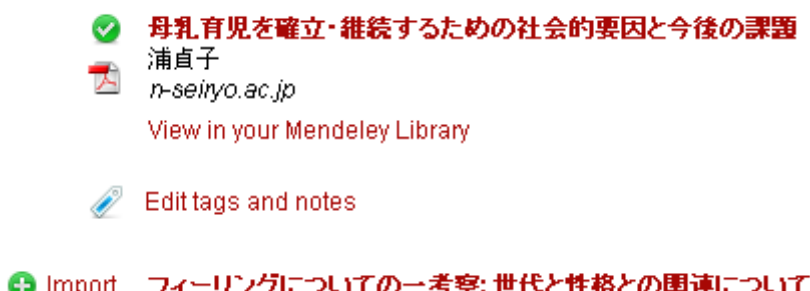 母乳育児を確立・継続するための社会的要因と今後の課題
浦貞子
n-seiryo.ac.jp
View in your Mendeley Library
Edit tags and notes
Import フィーリングについての一考察: 世代と性格との関連について